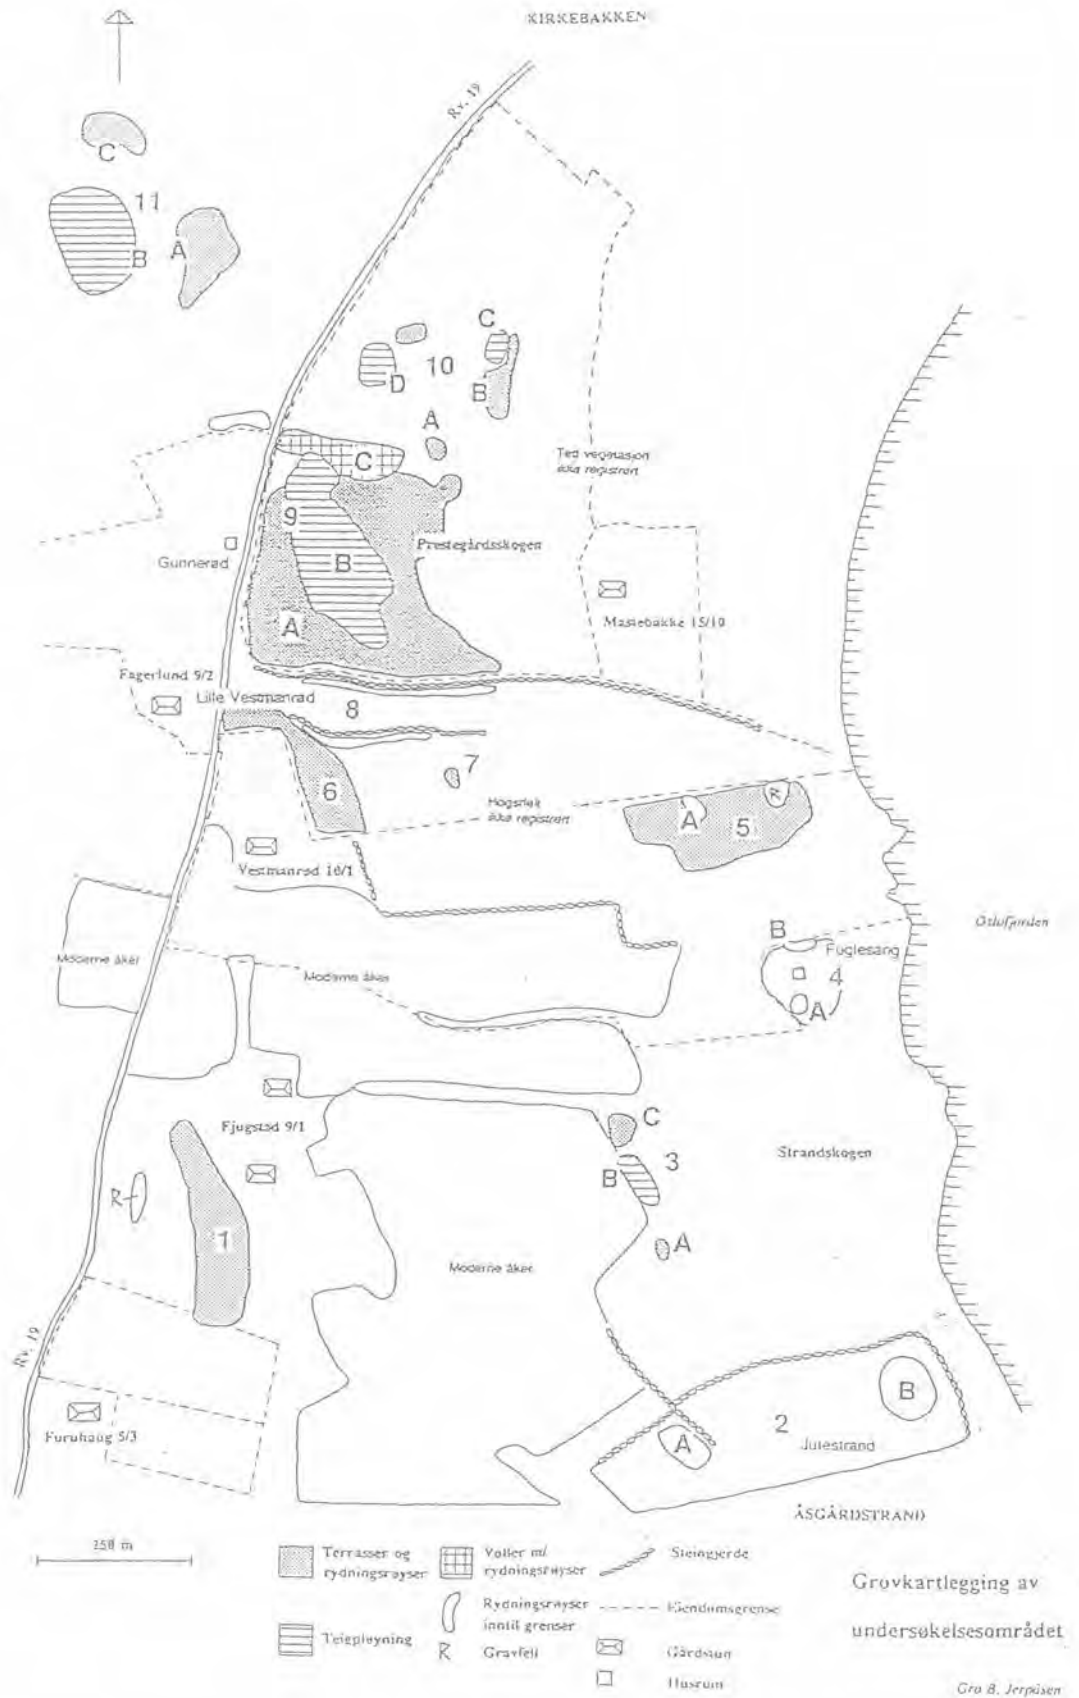 KIRKEBAKKEN
Rv. 19
C
11
B
A
C
10
D
B
A
C
Tett vegetasjon
ikke registrert
9
Prestegårdsskogen
Gunnerød
B
A
Mastebakke 15/10
Fagerlund 9/2
Lille Vestmanrød
8
7
6
Hogstfelt
ikke registrert
R
A
5
Vestmanrød 16/1
Oslofjorden
B
Fuglesang
4
A
Moderne åker
Moderne åker
C
Fjugstad 9/1
3
B
Strandskogen
R
1
A
Moderne åker
Rv. 19
B
2
A
Julestrand
Furuhaug 5/3
ÅSGÅRDSTRAND
250 m
Terrasser og
rydningsrøyser
Voller m/
rydningsrøyser
Steingjerde
Rydningsrøyser
inntil grenser
Eiendomsgrense
Teigpløyning
R
Gravfelt
Gårdstun
Husrom
Grovkartlegging av
undersøkelsesområdet
Gro B. Jerpåsen